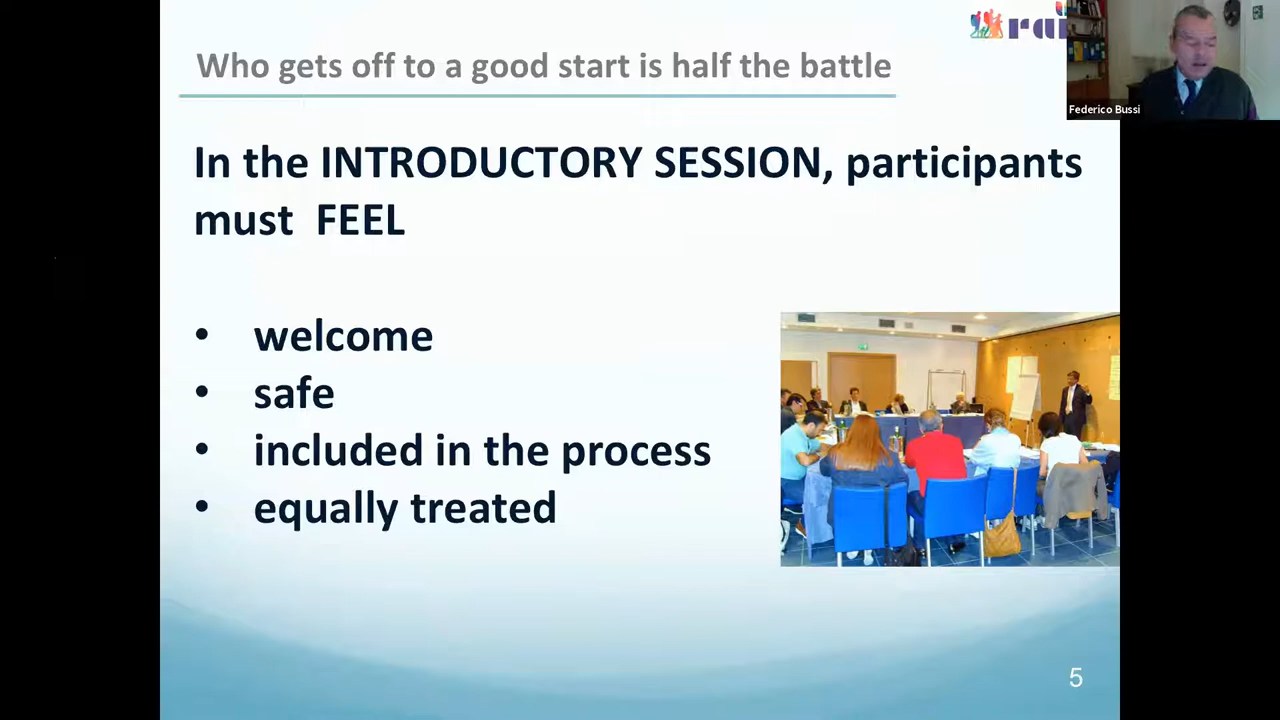 Who gets off to a good start is half the battle
Federico Bussi
In the INTRODUCTORY SESSION, participants
must FEEL
• welcome
• safe
• included in the process
• equally treated
5